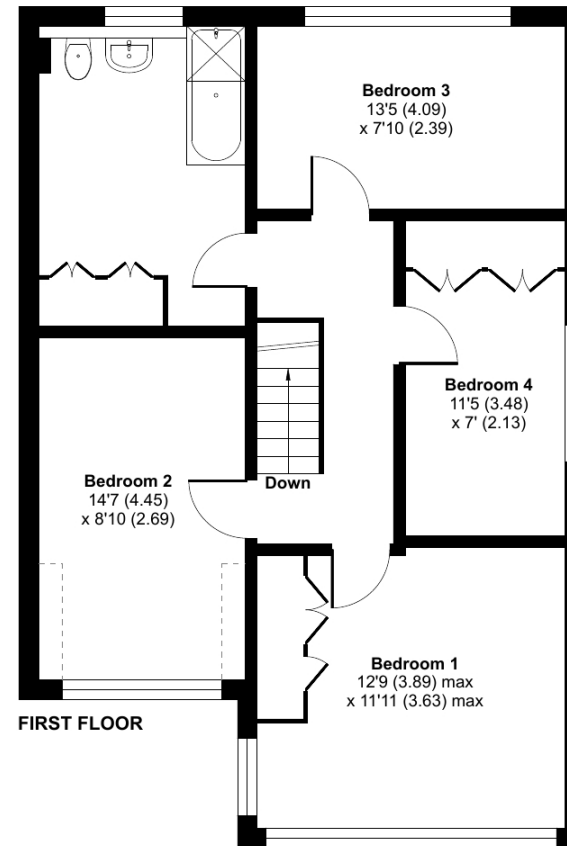 Bedroom 3
13'5 (4.09)
x 7'10 (2.39)
Bedroom 4
11'5 (3.48)
x 7' (2.13)
Bedroom 2
14'7 (4.45)
x 8'10 (2.69)
Down
Bedroom 1
12'9 (3.89) max
x 11'11 (3.63) max
FIRST FLOOR